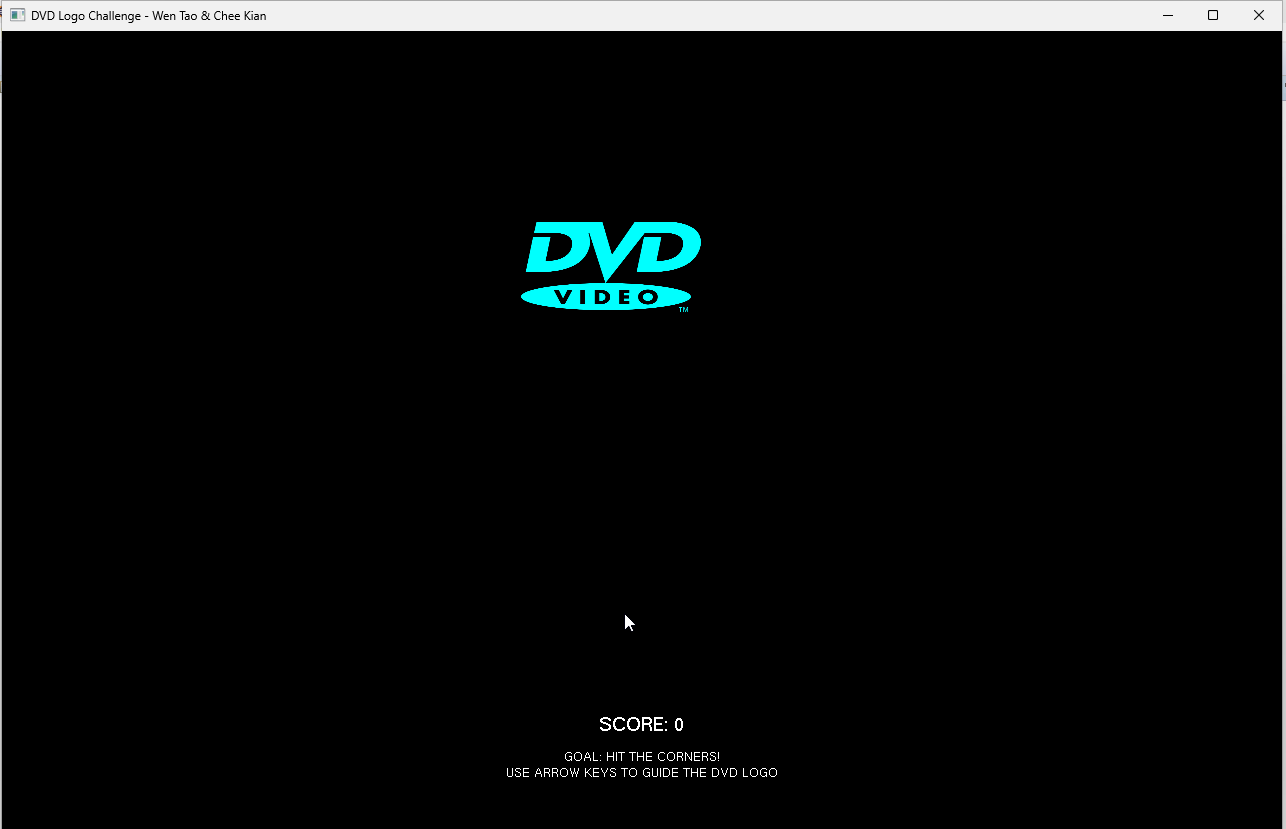 DVD Logo Challenge - Wen Tao & Chee Kian
DVD
VIDEO
TM
SCORE: 0
GOAL: HIT THE CORNERS!
USE ARROW KEYS TO GUIDE THE DVD LOGO